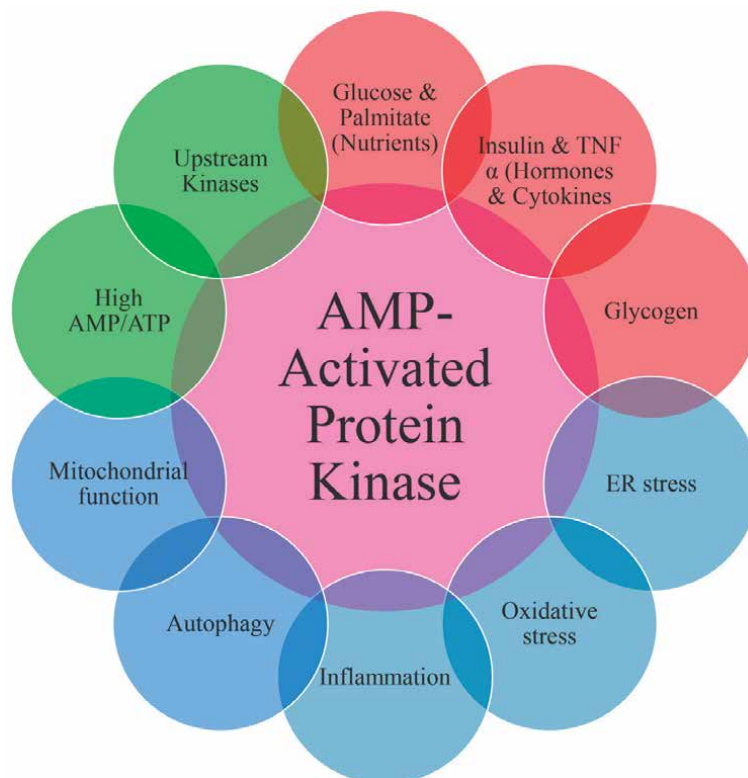 Glucose &
Palmitate
(Nutrients)
Insulin & TNF
α (Hormones
& Cytokines
Glycogen
ER stress
Oxidative
stress
Inflammation
Autophagy
Mitochondrial
function
High
AMP/ATP
Upstream
Kinases
AMP-
Activated
Protein
Kinase